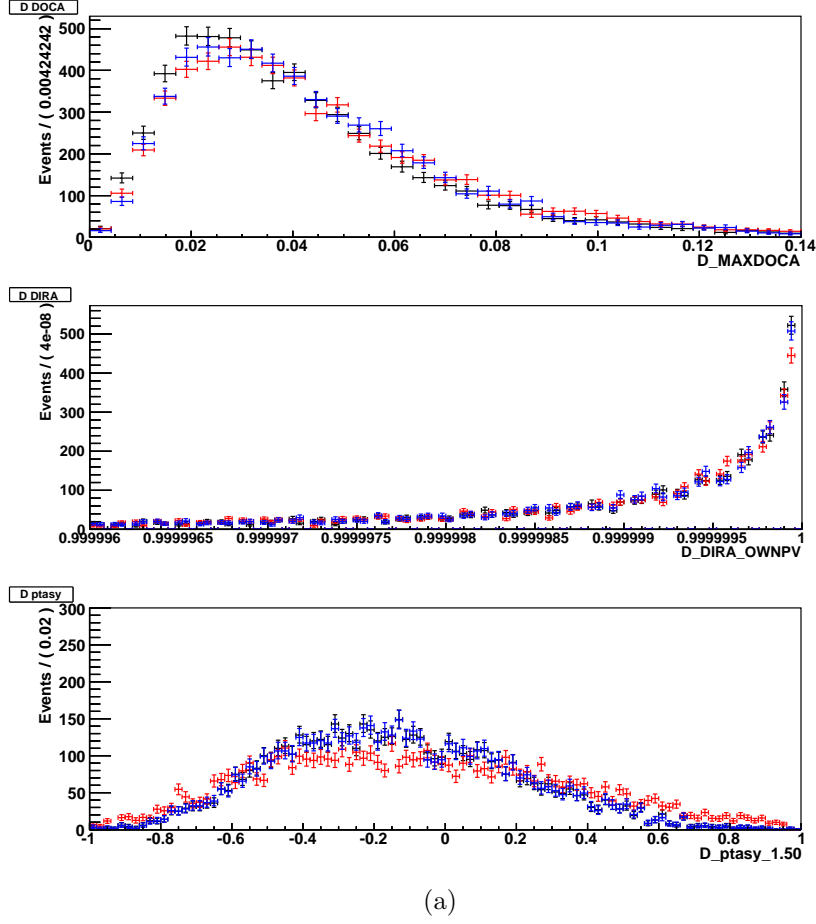 D DOCA
Events / ( 0.00424242 )
500
400
300
200
100
0
0 0.02 0.04 0.06 0.08 0.1 0.12 0.14
D_MAXDOCA
D DIRA
Events / ( 4e-08 )
500
400
300
200
100
0
0.999996 0.9999965 0.999997 0.9999975 0.999998 0.9999985 0.999999 0.9999995 1
D_DIRA_OWNPV
D ptasy
Events / ( 0.02 )
300
250
200
150
100
50
0
-1 -0.8 -0.6 -0.4 -0.2 0 0.2 0.4 0.6 0.8 1
D_ptasy_1.50
(a)